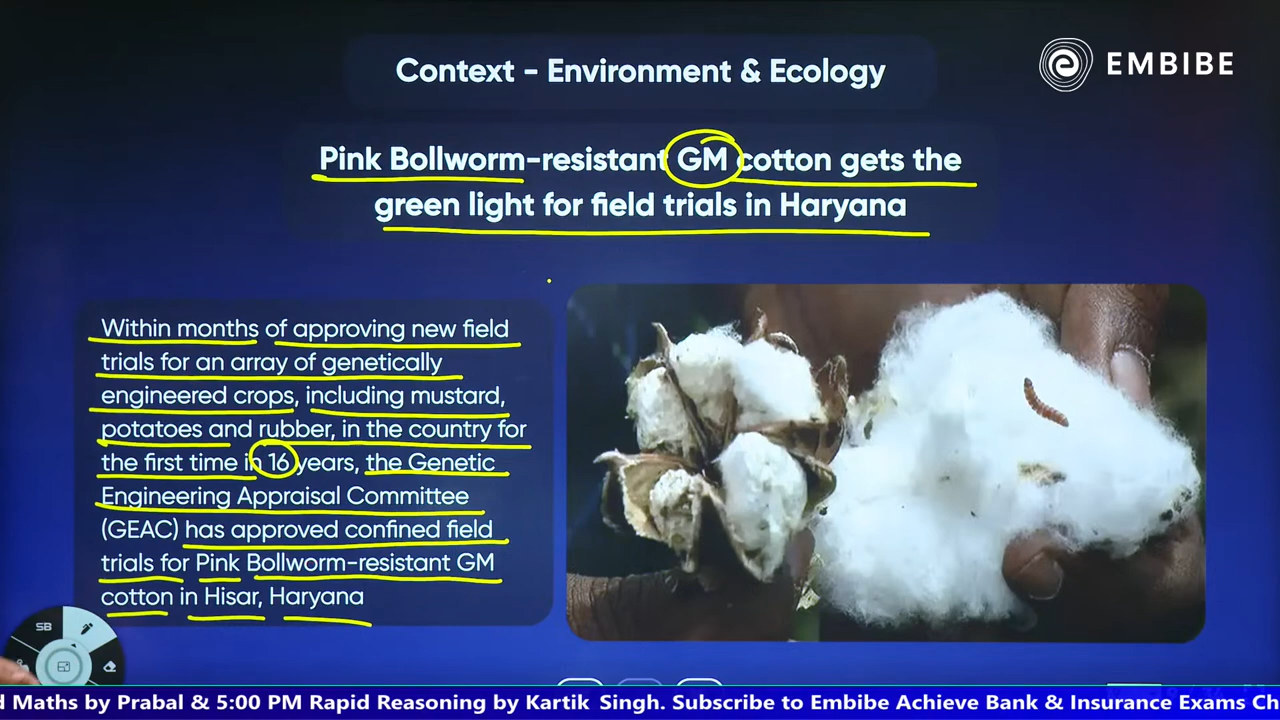 Context - Environment & Ecology
EMBIBE
Pink Bollworm-resistant GM cotton gets the
green light for field trials in Haryana
Within months of approving new field
trials for an array of genetically
engineered crops, including mustard,
potatoes and rubber, in the country for
the first time in 16 years, the Genetic
Engineering Appraisal Committee
(GEAC) has approved confined field
trials for Pink Bollworm-resistant GM
cotton in Hisar, Haryana
SB
d Maths by Prabal & 5:00 PM Rapid Reasoning by Kartik Singh. Subscribe to Embibe Achieve Bank & Insurance Exams Ch